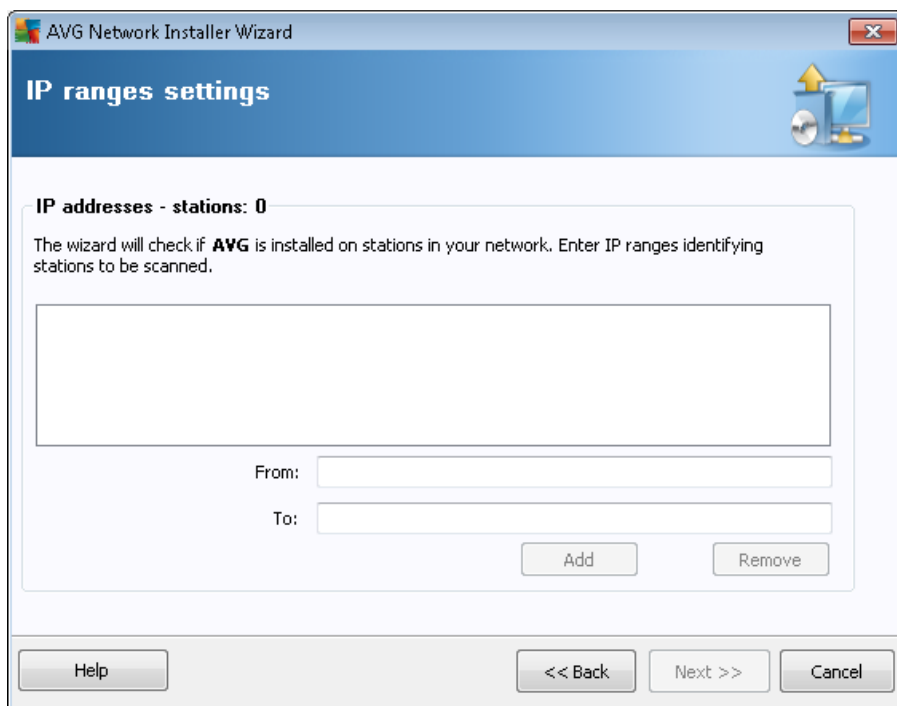 AVG Network Installer Wizard
IP ranges settings
IP addresses - stations: 0
The wizard will check if AVG is installed on stations in your network. Enter IP ranges identifying
stations to be scanned.
From:
To:
Add Remove
Help << Back Next >> Cancel